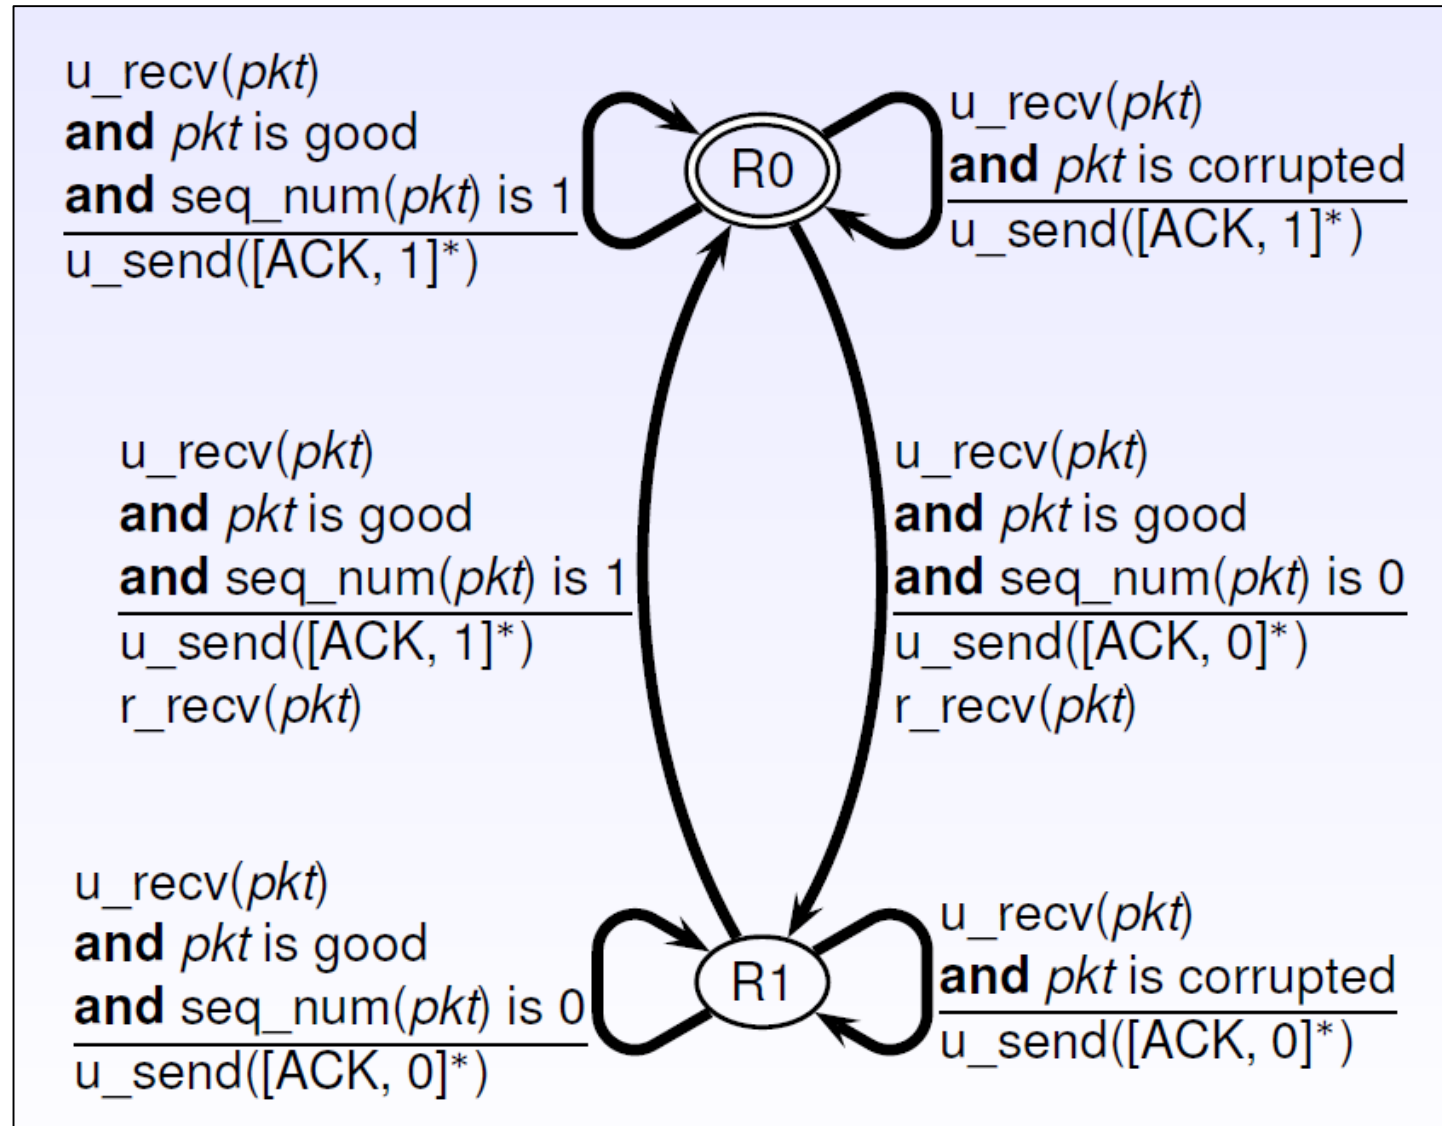 u_recv(pkt)
and pkt is good
and seq_num(pkt) is 1
u_send([ACK, 1]*)
R0
u_recv(pkt)
and pkt is corrupted
u_send([ACK, 1]*)
u_recv(pkt)
and pkt is good
and seq_num(pkt) is 1
u_send([ACK, 1]*)
r_recv(pkt)
u_recv(pkt)
and pkt is good
and seq_num(pkt) is 0
u_send([ACK, 0]*)
r_recv(pkt)
u_recv(pkt)
and pkt is good
and seq_num(pkt) is 0
u_send([ACK, 0]*)
R1
u_recv(pkt)
and pkt is corrupted
u_send([ACK, 0]*)